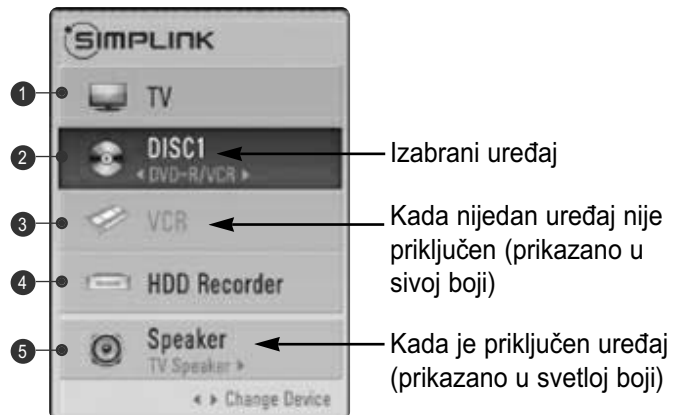 SIMPLINK
1 TV
2 DISC1
DVD-R/VCR
Izabrani uređaj
3 VCR
Kada nijedan uređaj nije
priključen (prikazano u
sivoj boji)
4 HDD Recorder
5 Speaker
TV Speaker
Kada je priključen uređaj
(prikazano u svetloj boji)
Change Device